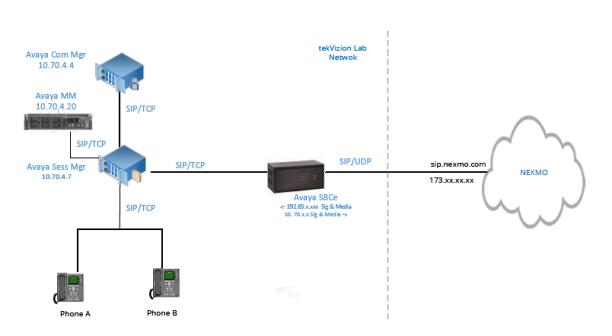 tekVizion Lab
Netwok
Avaya Com Mgr
10.70.4.4
Avaya MM
10.70.4.20
SIP/TCP
SIP/TCP
Avaya Sess Mgr
10.70.4.7
SIP/TCP
SIP/UDP
sip.nexmo.com
173.xx.xx.xx
NEXMO
Avaya SBCe
<- 192.65.x.xxx Sig & Media
10. 70.x.x Sig & Media ->
SIP/TCP
Phone A
Phone B